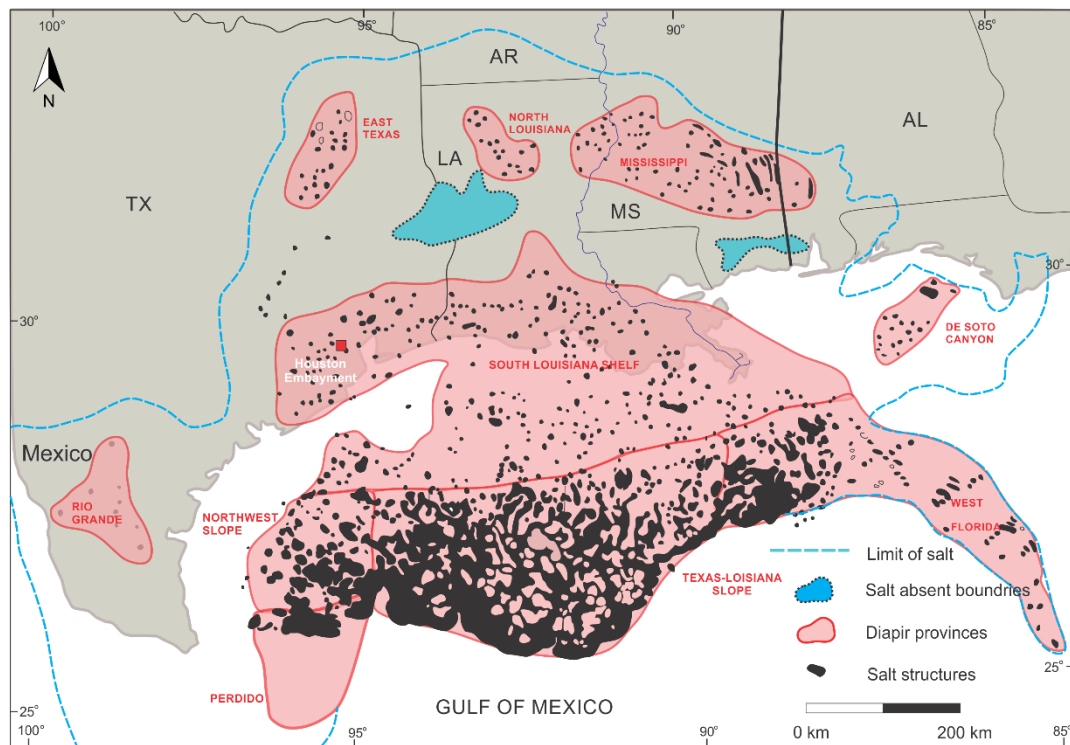 100°
95°
90°
85°
N
AR
EAST
TEXAS
NORTH
LOUISIANA
AL
LA
MISSISSIPPI
TX
MS
30°
30°
DE SOTO
CANYON
Houston
Embayment
SOUTH LOUISIANA SHELF
Mexico
RIO
GRANDE
NORTHWEST
SLOPE
WEST
FLORIDA
TEXAS-LOISIANA
SLOPE
Limit of salt
Salt absent boundries
Diapir provinces
Salt structures
PERDIDO
GULF OF MEXICO
25°
25°
0 km
200 km
100°
95°
90°
85°